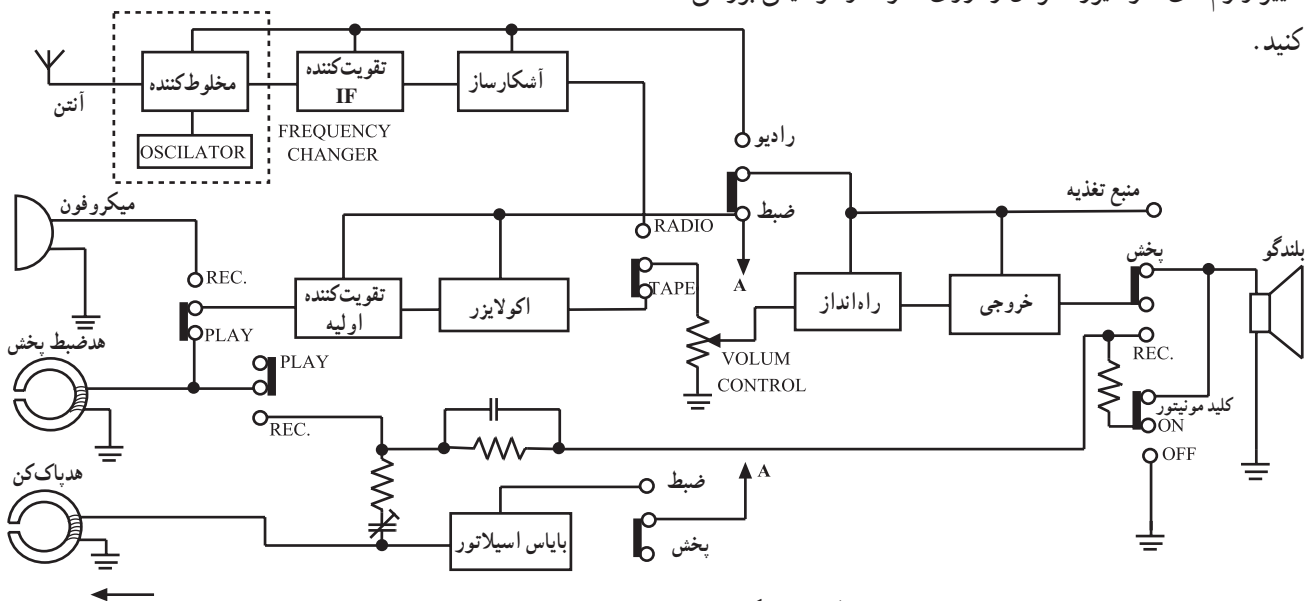 کنید.
مخلوط‌کننده
تقویت‌کننده
IF
آشکارساز
آنتن
OSCILATOR
FREQUENCY
CHANGER
رادیو
میکروفون
ضبط
منبع تغذیه
RADIO
بلندگو
پخش
REC.
TAPE
A
تقویت‌کننده
اولیه
اکولایزر
راه‌انداز
خروجی
PLAY
هدضبط پخش
VOLUM
CONTROL
REC.
PLAY
کلید مونیتور
ON
REC.
OFF
هدپاک‌کن
ضبط
A
بایاس اسیلاتور
پخش